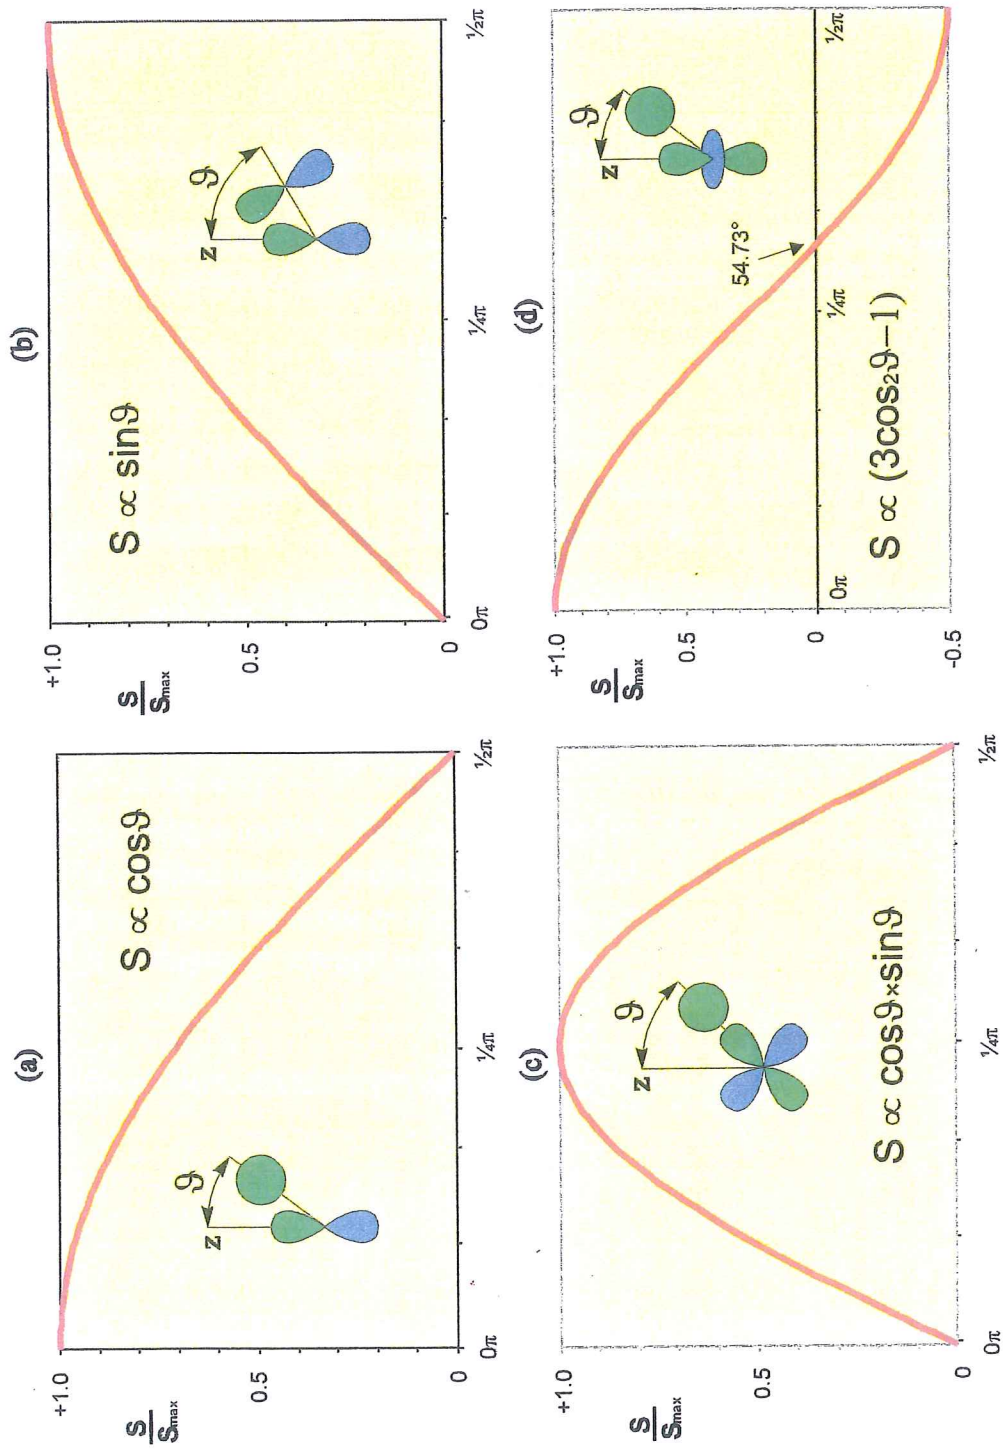 (a)
S
Smax
+1.0
0.5
0
S ∝ cosϑ
z
ϑ
0π
¼π
½π
(b)
S
Smax
+1.0
0.5
0
S ∝ sinϑ
z
ϑ
0π
¼π
½π
(c)
S
Smax
+1.0
0.5
0
z
ϑ
S ∝ cosϑ×sinϑ
0π
¼π
½π
(d)
S
Smax
+1.0
0.5
0
-0.5
z
ϑ
54.73°
0π
¼π
½π
S ∝ (3cos₂ϑ−1)